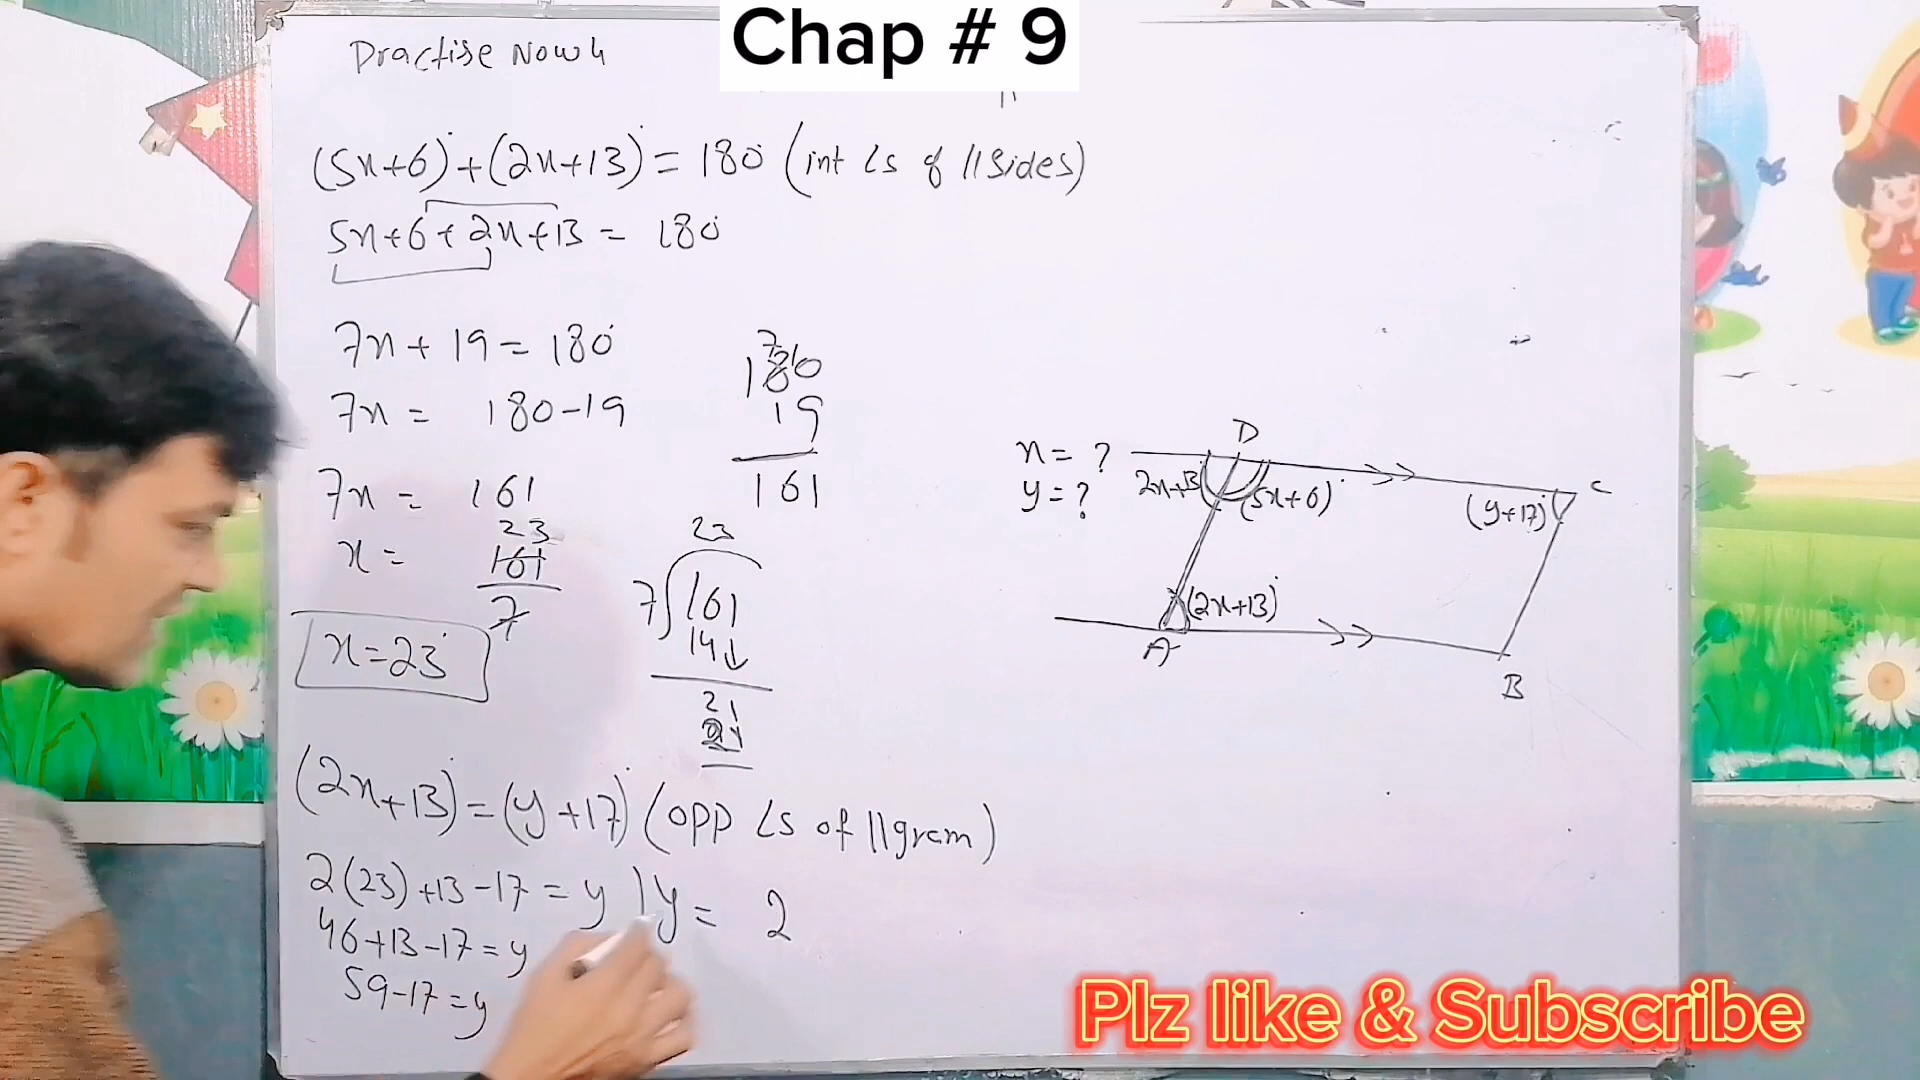 Chap # 9
Practise Now 4
(5x+6)°+(2x+13)°=180° (int ∠s of //sides)
5x+6+2x+13=180°
7x+19=180°
7x=180-19
7x=161
23
x=161/7
x=23°
7 10
180
19
161
23
7 161
14↓
21
21
(2x+13)°=(y+17)° (opp ∠s of //gram)
2(23)+13-17=y
46+13-17=y
59-17=y
y= 2
x=?
y=?
D
2x+13
(5x+6)°
(y+17)°
C
(2x+13)°
A
B
Plz like & Subscribe